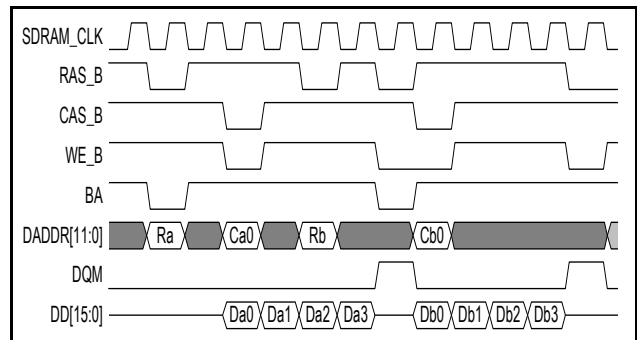 SDRAM_CLK
RAS_B
CAS_B
WE_B
BA
DADDR[11:0] Ra Ca0 Rb Cb0
DQM
DD[15:0] Da0 Da1 Da2 Da3 Db0 Db1 Db2 Db3